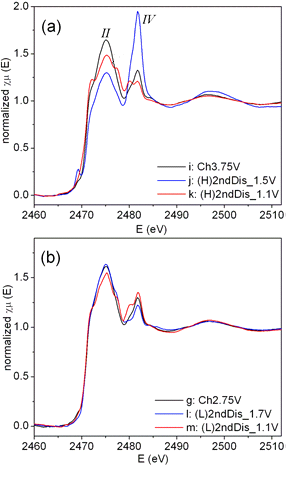 (a)
II
IV
normalized χμ (E)
2.0
1.5
1.0
0.5
0.0
i: Ch3.75V
j: (H)2ndDis_1.5V
k: (H)2ndDis_1.1V
2460 2470 2480 2490 2500 2510
E (eV)
(b)
normalized χμ (E)
2.0
1.5
1.0
0.5
0.0
g: Ch2.75V
l: (L)2ndDis_1.7V
m: (L)2ndDis_1.1V
2460 2470 2480 2490 2500 2510
E (eV)